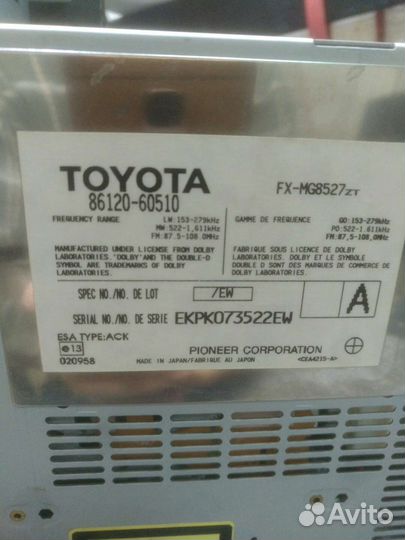 TOYOTA
86120-60510
FX-MG8527ZT
FREQUENCY RANGE LW:153-279kHz
MW:522-1,611kHz
FM:87.5-108.0MHz
GAMME DE FREQUENCE GO:153-279kHz
PO:522-1,611kHz
FM:87.5-108.0MHz
MANUFACTURED UNDER LICENSE FROM DOLBY
LABORATORIES. 'DOLBY'AND THE DOUBLE-D
SYMBOL ARE TRADEMARKS OF DOLBY
LABORATORIES.
FABRIQUE SOUS LICENCE DE DOLBY
LABORATORIES. DOLBY ET LE SYMBOLE
DOUBLE D SONT DES MARQUES DE COMMERCE
DE DOLBY LABORATORIES.
SPEC NO./NO. DE LOT /EW
A
SERIAL NO./NO. DE SERIE EKPK073522EW
ESA TYPE:ACK
e13
020958
PIONEER CORPORATION
MADE IN JAPAN/FABRIQUE AU JAPON
<CEA4215-A>
Avito